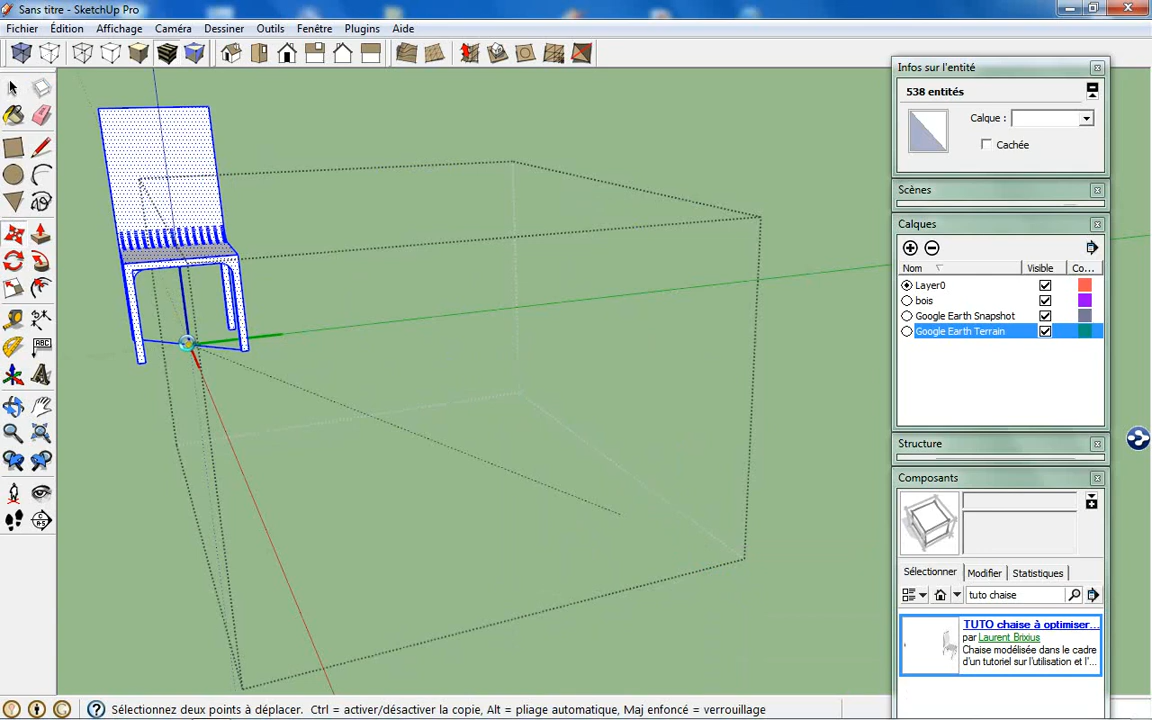 Sans titre - SketchUp Pro
Fichier Édition Affichage Caméra Dessiner Outils Fenêtre Plugins Aide
Infos sur l'entité
538 entités
Calque :
Cachée
Scènes
Calques
Nom Visible Co...
Layer0
bois
Google Earth Snapshot
Google Earth Terrain
Structure
Composants
Sélectionner Modifier Statistiques
tuto chaise
TUTO chaise à optimiser...
par Laurent Brixius
Chaise modélisée dans le cadre
d'un tutoriel sur l'utilisation et l'...
Sélectionnez deux points à déplacer. Ctrl = activer/désactiver la copie, Alt = pliage automatique, Maj enfoncé = verrouillage